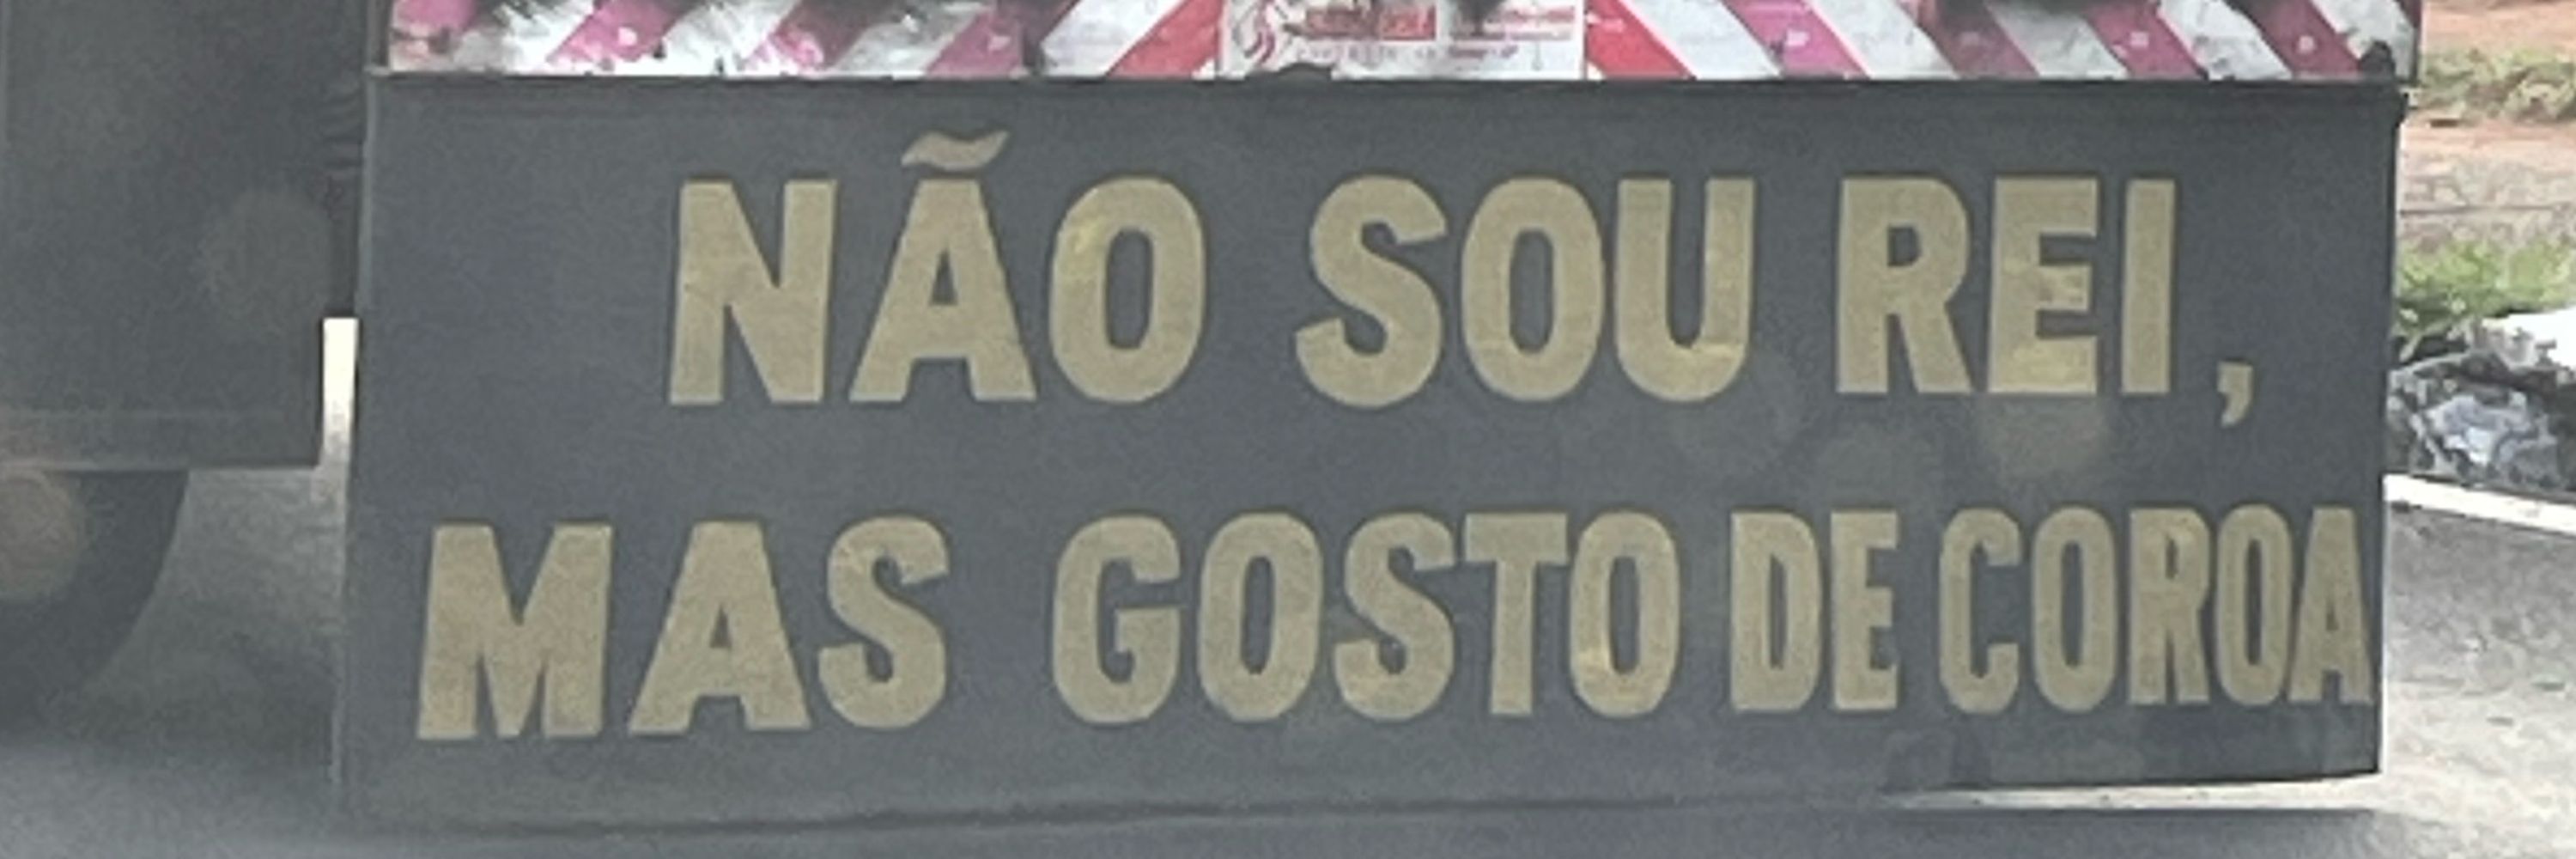 NÃO SOU REI,
MAS GOSTO DE COROA